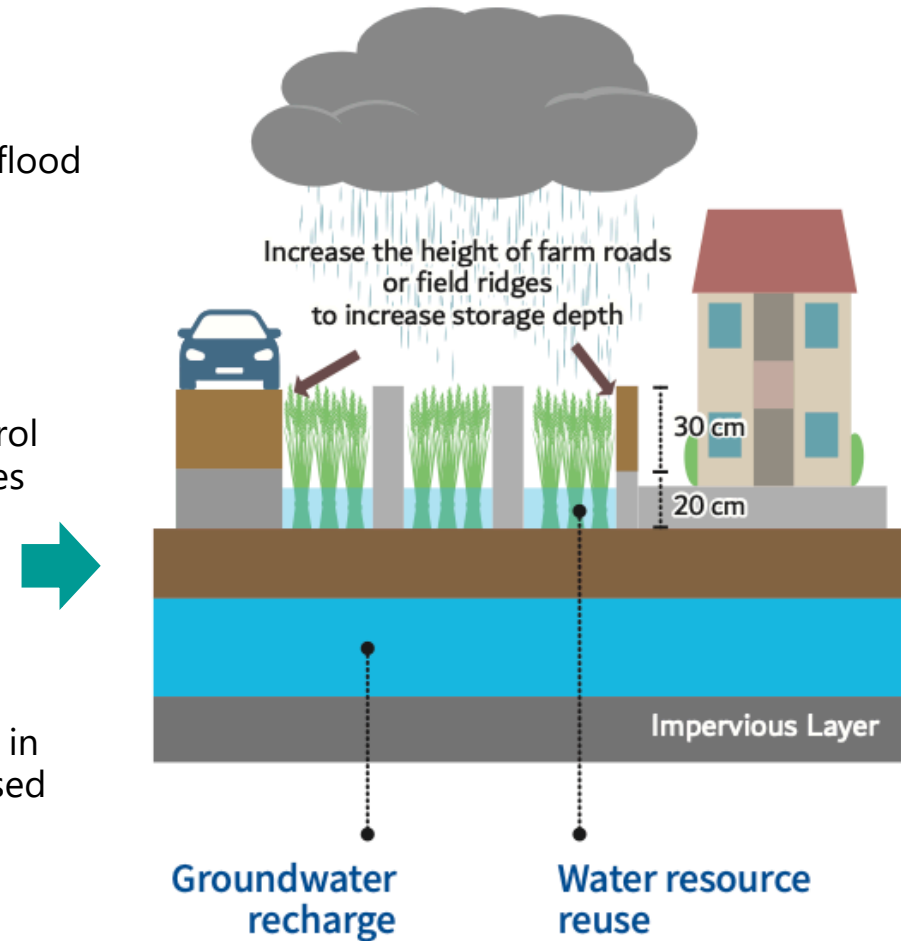 flood
Increase the height of farm roads
or field ridges
to increase storage depth
rol
es
30 cm
20 cm
in
sed
Impervious Layer
Groundwater
recharge
Water resource
reuse